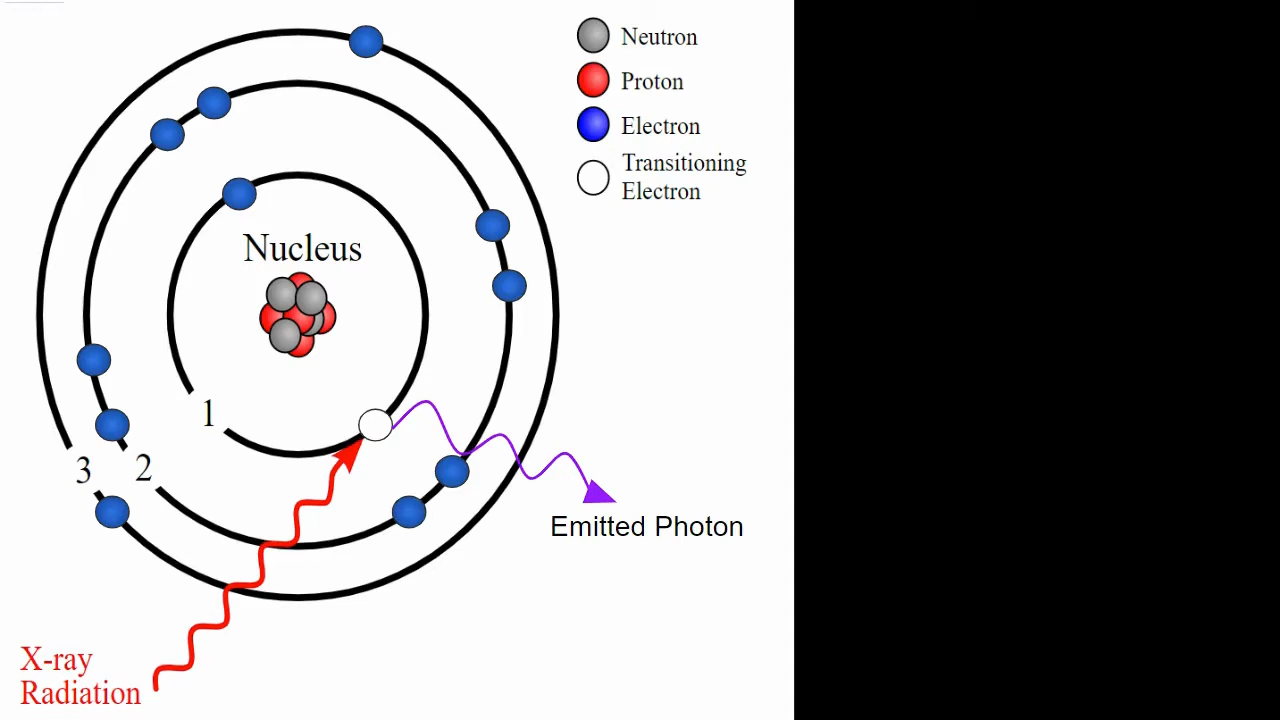 Neutron
Proton
Electron
Transitioning
Electron
Nucleus
1
2
3
Emitted Photon
X-ray
Radiation